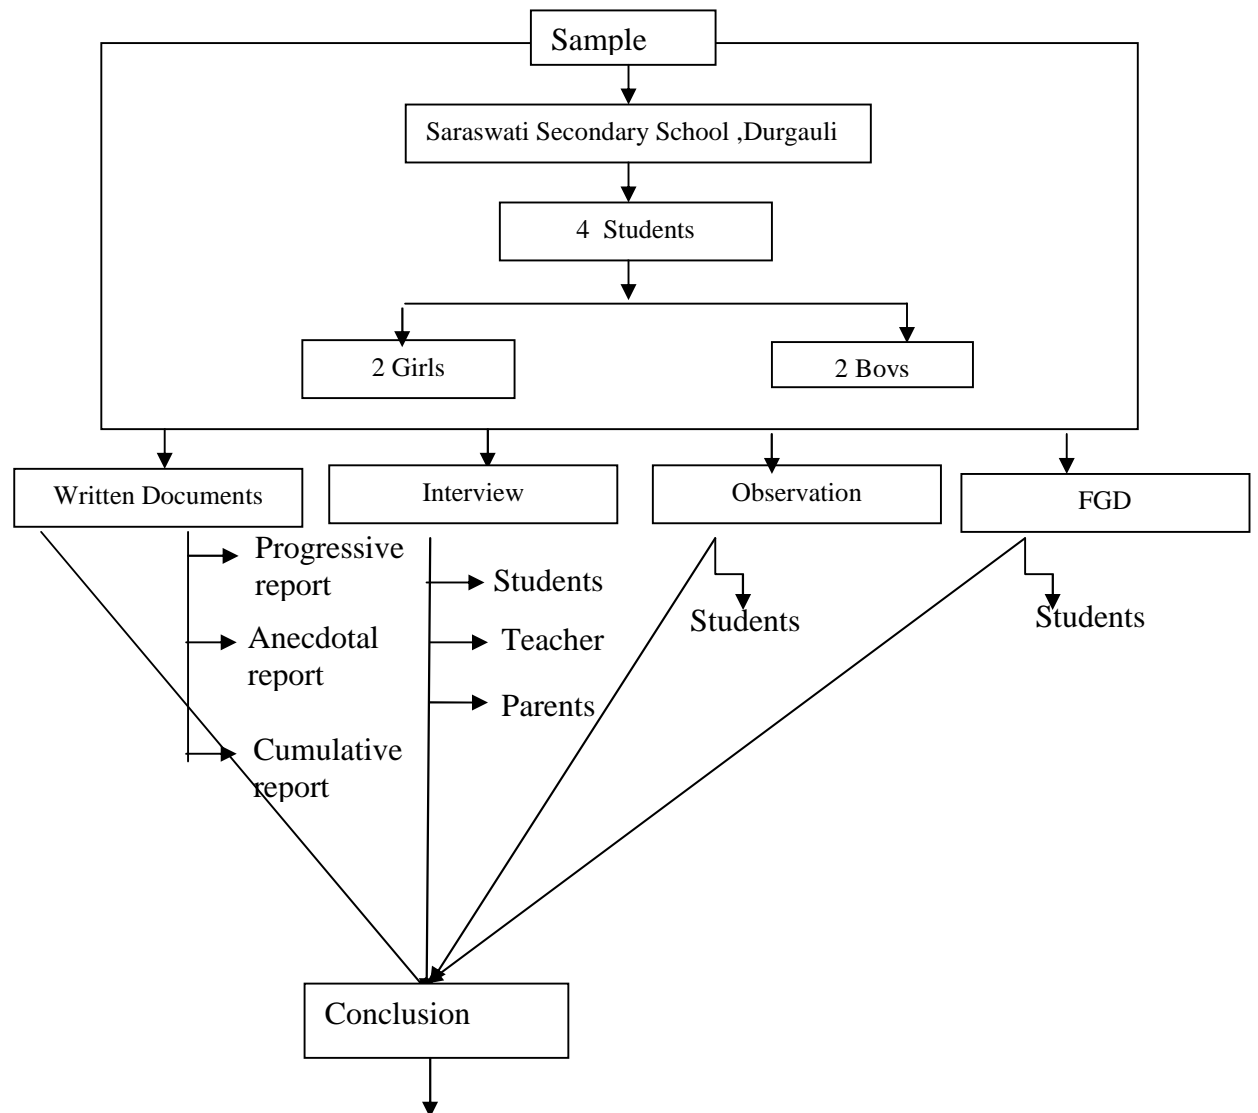 Sample
Saraswati Secondary School ,Durgauli
4 Students
2 Girls
2 Boys
Written Documents
Interview
Observation
FGD
Progressive
report
Anecdotal
report
Cumulative
report
Students
Teacher
Parents
Students
Students
Conclusion